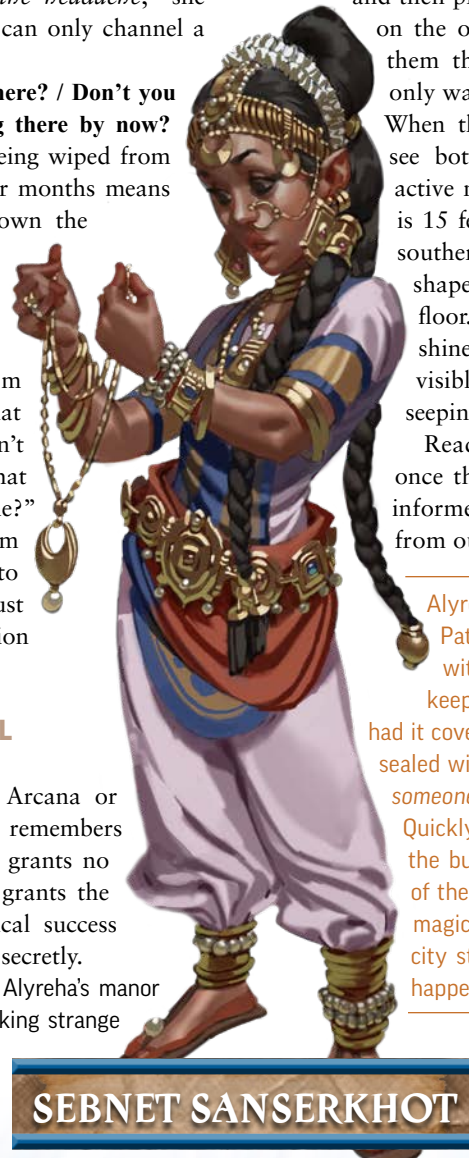 the headache," she
can only channel a
here? / Don't you
g there by now?
eing wiped from
r months means
own the
m
hat
n't
hat
e?"
m
to
ust
ion
L
Arcana or
remembers
grants no
grants the
ical success
secretly.
Alyreha's manor
king strange
and then p
on the o
them th
only wa
When th
see bot
active m
is 15 fe
souther
shape
floor.
shine
visibl
seepin
Read
once th
informe
from ou
Alyr
Pat
wit
keep
had it cove
sealed wi
someone
Quickly
the bu
of the
magic
city st
happe
SEBNET SANSERKHOT